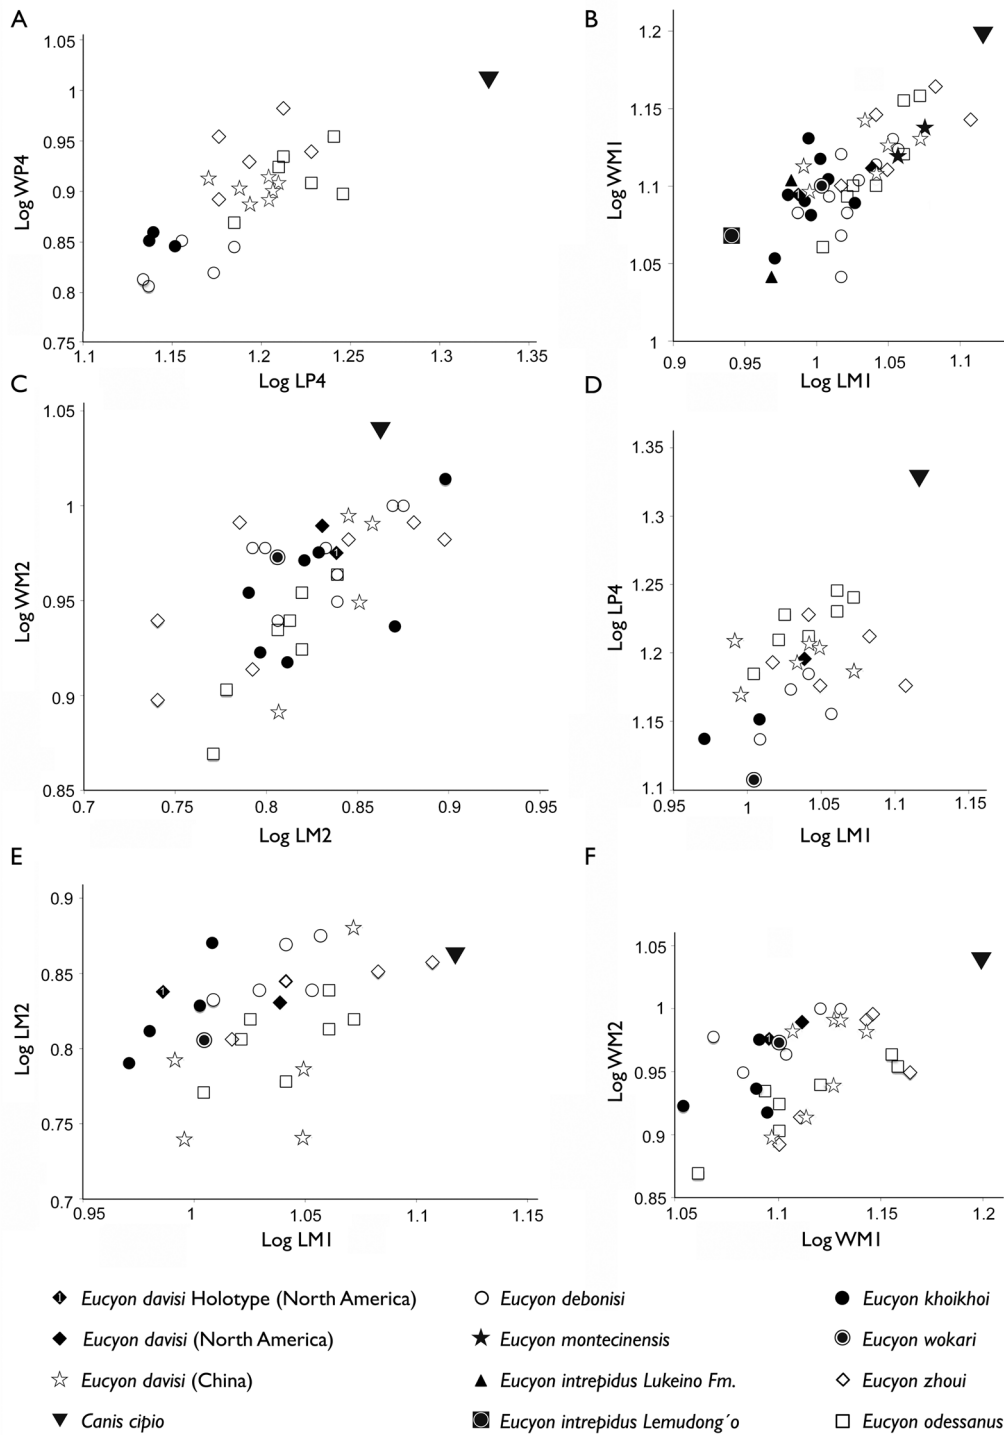 A
1.05
1
0.95
0.9
0.85
0.8
0.75
1.1
1.15
1.2
1.25
1.3
1.35
Log WP4
Log LP4
B
1.2
1.15
1.1
1.05
1
0.9
0.95
1
1.05
1.1
Log WM1
Log LM1
C
1.05
1
0.95
0.9
0.85
0.7
0.75
0.8
0.85
0.9
0.95
Log WM2
Log LM2
D
1.35
1.3
1.25
1.2
1.15
1.1
0.95
1
1.05
1.1
1.15
Log LP4
Log LM1
E
0.9
0.85
0.8
0.75
0.7
0.95
1
1.05
1.1
1.15
Log LM2
Log LM1
F
1.05
1
0.95
0.9
0.85
1.05
1.1
1.15
1.2
Log WM2
Log WM1
1 Eucyon davisi Holotype (North America)
Eucyon davisi (North America)
Eucyon davisi (China)
Canis cipio
Eucyon debonisi
Eucyon montecinensis
Eucyon intrepidus Lukeino Fm.
Eucyon intrepidus Lemudong´o
Eucyon khoikhoi
Eucyon wokari
Eucyon zhoui
Eucyon odessanus